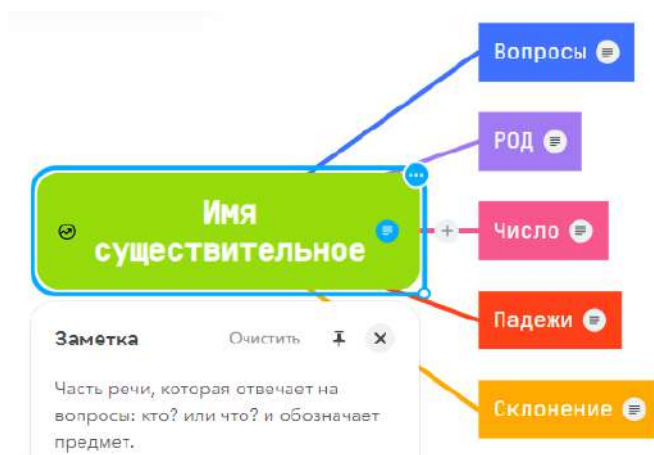 Вопросы
РОД
Имя
существительное
Число
Падежи
Заметка Очистить
Часть речи, которая отвечает на
вопросы: кто? или что? и обозначает
предмет.
Склонение